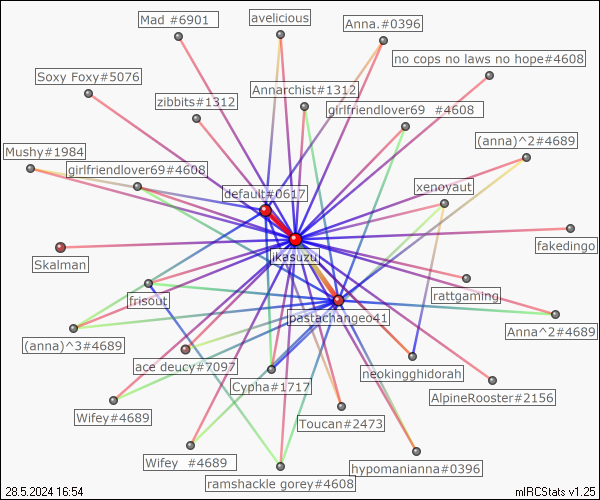 Mad #6901
avelicious
Anna.#0396
no cops no laws no hope#4608
Soxy Foxy#5076
Annarchist#1312
zibbits#1312
girlfriendlover69 #4608
(anna)^2#4689
Mushy#1984
girlfriendlover69#4608
xenoyaut
default#0617
fakedingo
jkasuzu
Skalman
rattgaming
frisout
pastachangeo41
Anna^2#4689
(anna)^3#4689
ace deucy#7097
neokingghidorah
Cypha#1717
AlpineRooster#2156
Wifey#4689
Toucan#2473
Wifey #4689
hypomanianna#0396
ramshackle gorey#4608
28.5.2024 16:54
mIRCStats v1.25